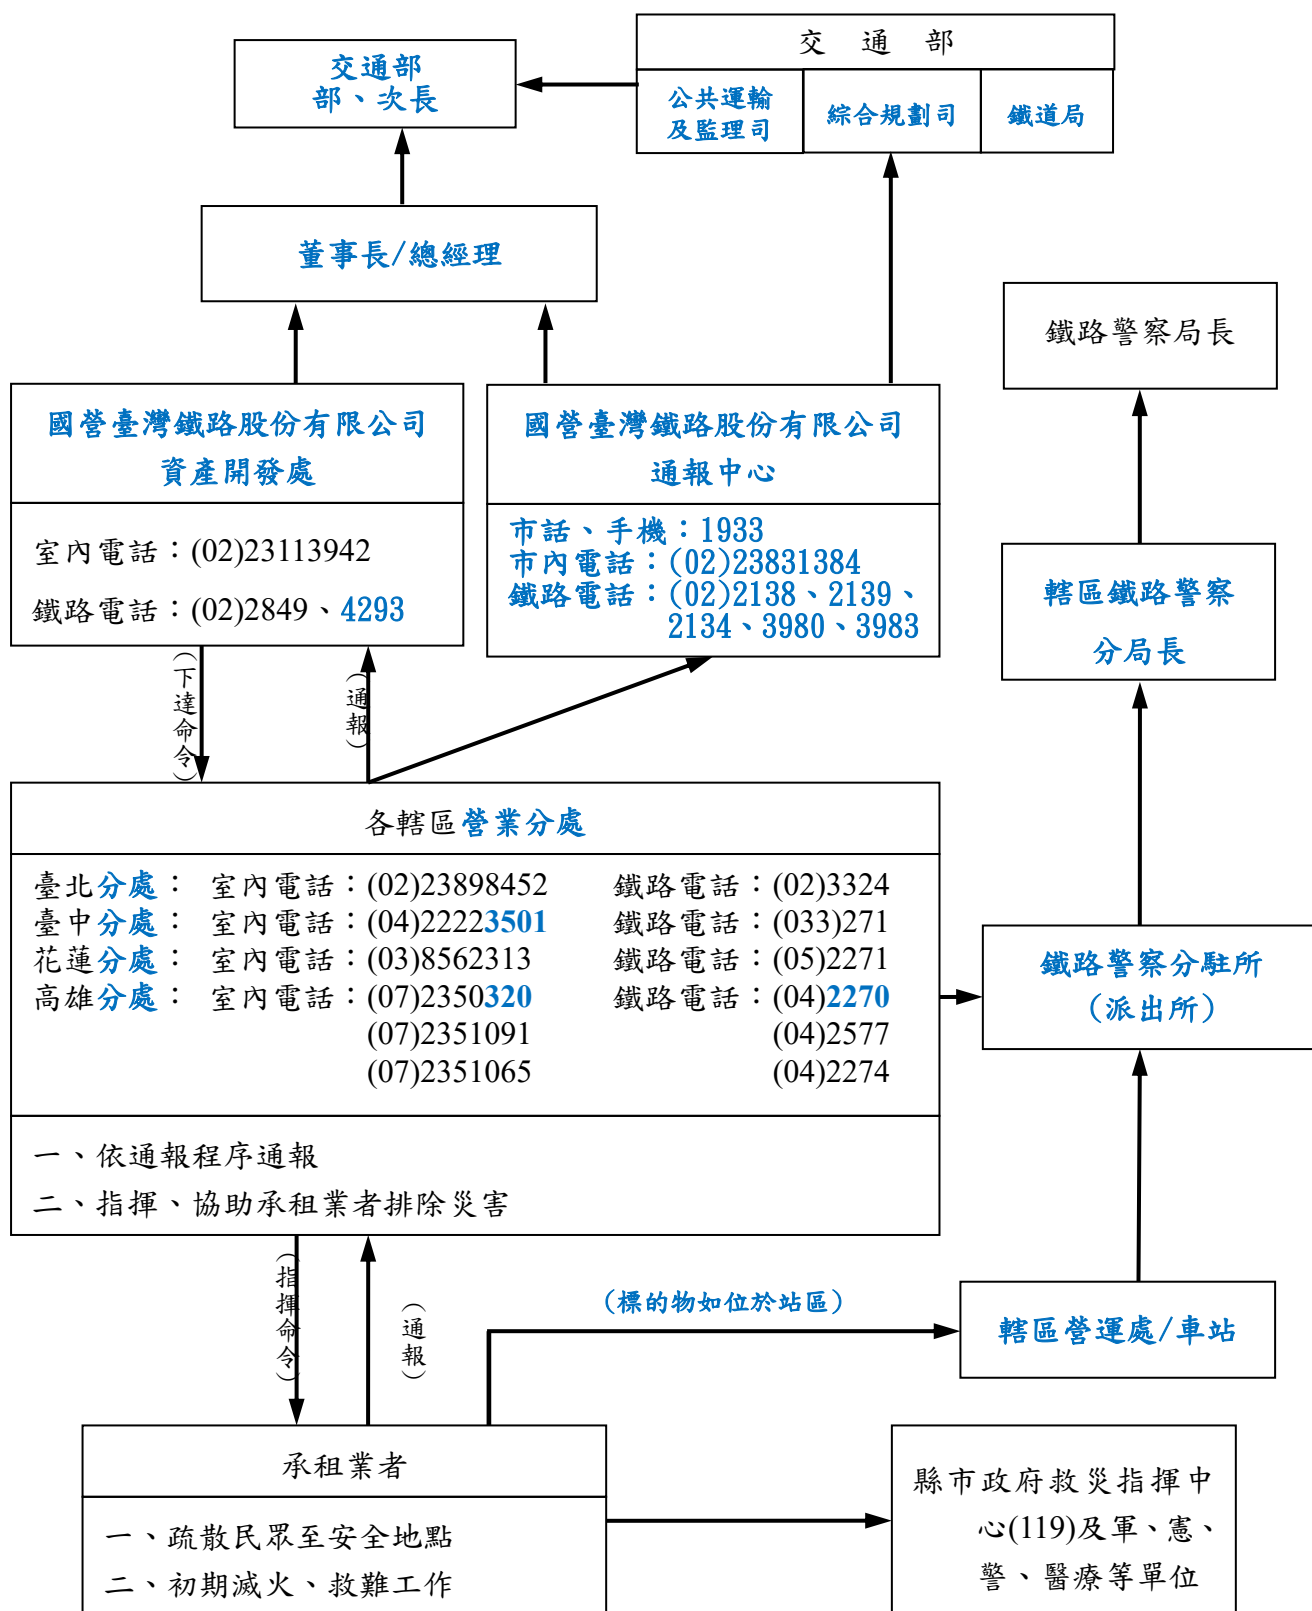 交通部
交通部
部、次長
公共運輸
及監理司
綜合規劃司
鐵道局
董事長/總經理
鐵路警察局長
國營臺灣鐵路股份有限公司
資產開發處
室內電話：(02)23113942
鐵路電話：(02)2849、4293
國營臺灣鐵路股份有限公司
通報中心
市話、手機：1933
市內電話：(02)23831384
鐵路電話：(02)2138、2139、
2134、3980、3983
轄區鐵路警察
分局長
(下達命令)
(通報)
各轄區營業分處
臺北分處： 室內電話：(02)23898452 鐵路電話：(02)3324
臺中分處： 室內電話：(04)22223501 鐵路電話：(033)271
花蓮分處： 室內電話：(03)8562313 鐵路電話：(05)2271
高雄分處： 室內電話：(07)2350320 鐵路電話：(04)2270
(07)2351091 (04)2577
(07)2351065 (04)2274
一、依通報程序通報
二、指揮、協助承租業者排除災害
鐵路警察分駐所
(派出所)
(指揮命令)
(通報)
(標的物如位於站區)
轄區營運處/車站
承租業者
一、疏散民眾至安全地點
二、初期滅火、救難工作
縣市政府救災指揮中
心(119)及軍、憲、
警、醫療等單位